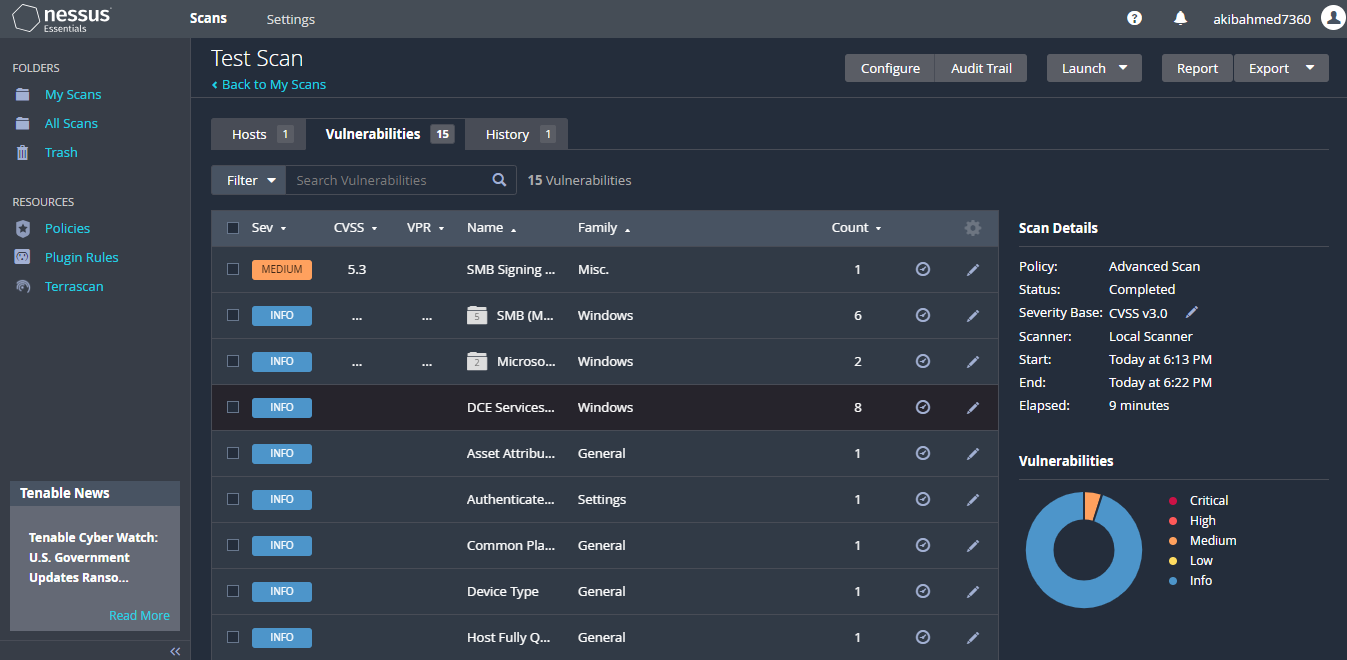 nessus
Essentials
Scans Settings
? akibahmed7360
FOLDERS
My Scans
All Scans
Trash
RESOURCES
Policies
Plugin Rules
Terrascan
Tenable News
Tenable Cyber Watch:
U.S. Government
Updates Ranso...
Read More
Test Scan
Back to My Scans
Configure Audit Trail Launch Report Export
Hosts 1 Vulnerabilities 15 History 1
Filter Search Vulnerabilities 15 Vulnerabilities
Sev CVSS VPR Name Family Count
MEDIUM 5.3 SMB Signing ... Misc. 1
INFO ... ... 5 SMB (M... Windows 6
INFO ... ... 2 Microso... Windows 2
INFO DCE Services... Windows 8
INFO Asset Attribu... General 1
INFO Authenticate... Settings 1
INFO Common Pla... General 1
INFO Device Type General 1
INFO Host Fully Q... General 1
Scan Details
Policy: Advanced Scan
Status: Completed
Severity Base: CVSS v3.0
Scanner: Local Scanner
Start: Today at 6:13 PM
End: Today at 6:22 PM
Elapsed: 9 minutes
Vulnerabilities
Critical
High
Medium
Low
Info